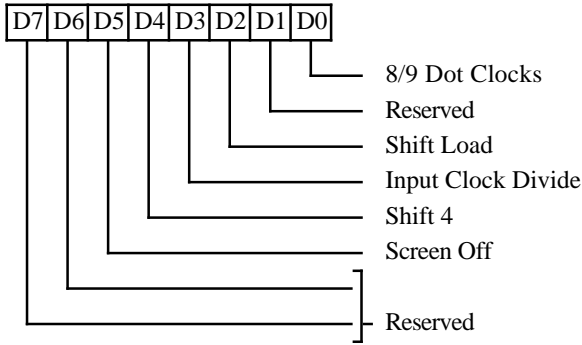 D7 D6 D5 D4 D3 D2 D1 D0
8/9 Dot Clocks
Reserved
Shift Load
Input Clock Divide
Shift 4
Screen Off
Reserved